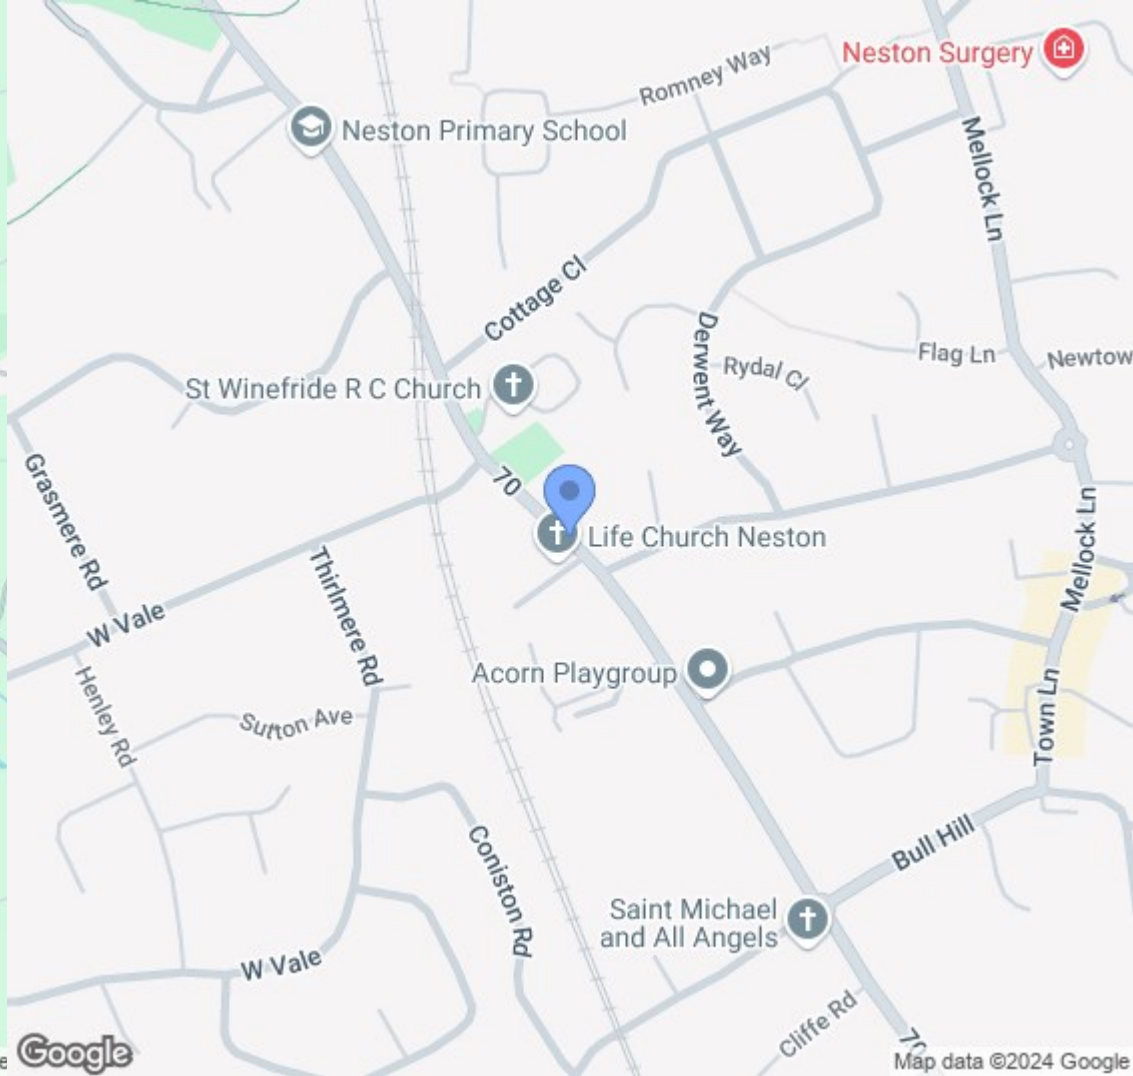 Neston Surgery
Romney Way
Neston Primary School
Mellock Ln
Cottage Cl
Derwent Way
Flag Ln
Newtow
Rydal Cl
St Winefride R C Church
Grasmere Rd
70
Life Church Neston
Mellock Ln
Thirlmere Rd
W Vale
Acorn Playgroup
Henley Rd
Sutton Ave
Town Ln
Coniston Rd
Bull Hill
Saint Michael
and All Angels
W Vale
Cliffe Rd
70
e
Google
Map data ©2024 Google